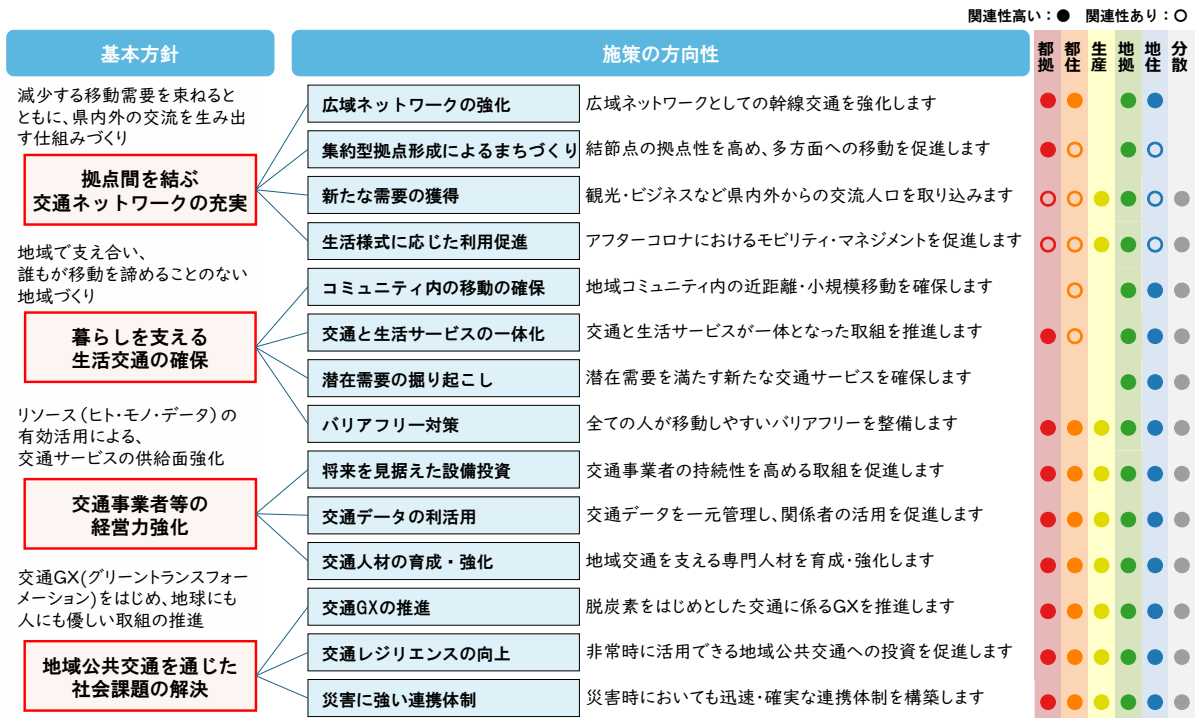 関連性高い：● 関連性あり：○
基本方針
施策の方向性
都拠
都住
生産
地拠
地住
分散
減少する移動需要を束ねると
ともに、県内外の交流を生み出
す仕組みづくり
拠点間を結ぶ
交通ネットワークの充実
広域ネットワークの強化 広域ネットワークとしての幹線交通を強化します
集約型拠点形成によるまちづくり 結節点の拠点性を高め、多方面への移動を促進します
新たな需要の獲得 観光・ビジネスなど県内外からの交流人口を取り込みます
生活様式に応じた利用促進 アフターコロナにおけるモビリティ・マネジメントを促進します
地域で支え合い、
誰もが移動を諦めることのない
地域づくり
暮らしを支える
生活交通の確保
コミュニティ内の移動の確保 地域コミュニティ内の近距離・小規模移動を確保します
交通と生活サービスの一体化 交通と生活サービスが一体となった取組を推進します
潜在需要の掘り起こし 潜在需要を満たす新たな交通サービスを確保します
バリアフリー対策 全ての人が移動しやすいバリアフリーを整備します
リソース（ヒト・モノ・データ）の
有効活用による、
交通サービスの供給面強化
交通事業者等の
経営力強化
将来を見据えた設備投資 交通事業者の持続性を高める取組を促進します
交通データの利活用 交通データを一元管理し、関係者の活用を促進します
交通人材の育成・強化 地域交通を支える専門人材を育成・強化します
交通GX(グリーントランスフォー
メーション)をはじめ、地球にも
人にも優しい取組の推進
地域公共交通を通じた
社会課題の解決
交通GXの推進 脱炭素をはじめとした交通に係るGXを推進します
交通レジリエンスの向上 非常時に活用できる地域公共交通への投資を促進します
災害に強い連携体制 災害時においても迅速・確実な連携体制を構築します